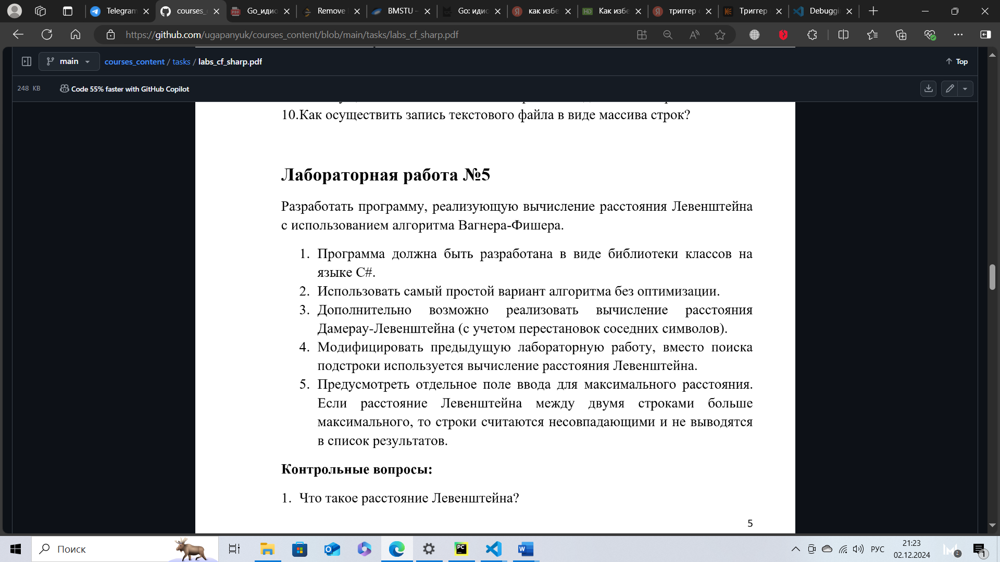 Telegram
courses_c
Go_идио
Remove
BMSTU –
Go: идио
как избе
Как избе
триггер
Триггер
Debuggi
https://github.com/ugapanyuk/courses_content/blob/main/tasks/labs_cf_sharp.pdf
main
courses_content / tasks / labs_cf_sharp.pdf
Top
248 KB
Code 55% faster with GitHub Copilot
10.Как осуществить запись текстового файла в виде массива строк?
Лабораторная работа №5
Разработать программу, реализующую вычисление расстояния Левенштейна
с использованием алгоритма Вагнера-Фишера.
1. Программа должна быть разработана в виде библиотеки классов на
языке C#.
2. Использовать самый простой вариант алгоритма без оптимизации.
3. Дополнительно возможно реализовать вычисление расстояния
Дамерау-Левенштейна (с учетом перестановок соседних символов).
4. Модифицировать предыдущую лабораторную работу, вместо поиска
подстроки используется вычисление расстояния Левенштейна.
5. Предусмотреть отдельное поле ввода для максимального расстояния.
Если расстояние Левенштейна между двумя строками больше
максимального, то строки считаются несовпадающими и не выводятся
в список результатов.
Контрольные вопросы:
1. Что такое расстояние Левенштейна?
5
Поиск
РУС
21:23
02.12.2024
2
1